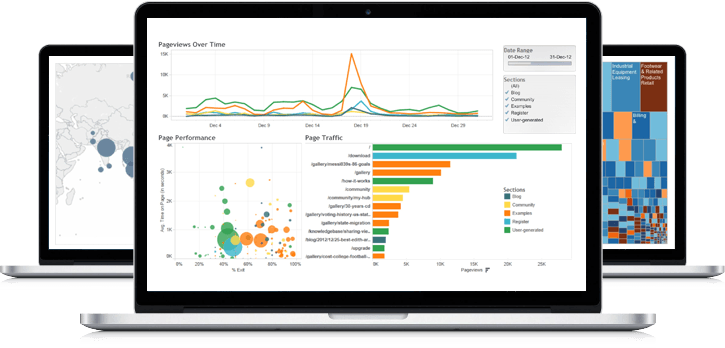 Pageviews Over Time
15K
10K
5K
0K
Dec 4
Dec 9
Dec 14
Dec 19
Dec 24
Dec 29
Date Range
01-Dec-12 31-Dec-12
Sections
(All)
Blog
Community
Examples
Register
User-generated
Page Performance
Avg. Time on Page (in seconds)
4K
3K
2K
1K
0K
0% 20% 40% 60% 80% 100%
% Exit
Page Traffic
/
/download
/gallery
/how-it-works
/community
/community/my-hub
/gallery/state-migration
/upgrade
0K 5K 10K 15K 20K 25K
Pageviews
Sections
Blog
Community
Examples
Register
User-generated
Industrial
Equipment
Leasing
Footwear
& Related
Products
Retail
Billing
&